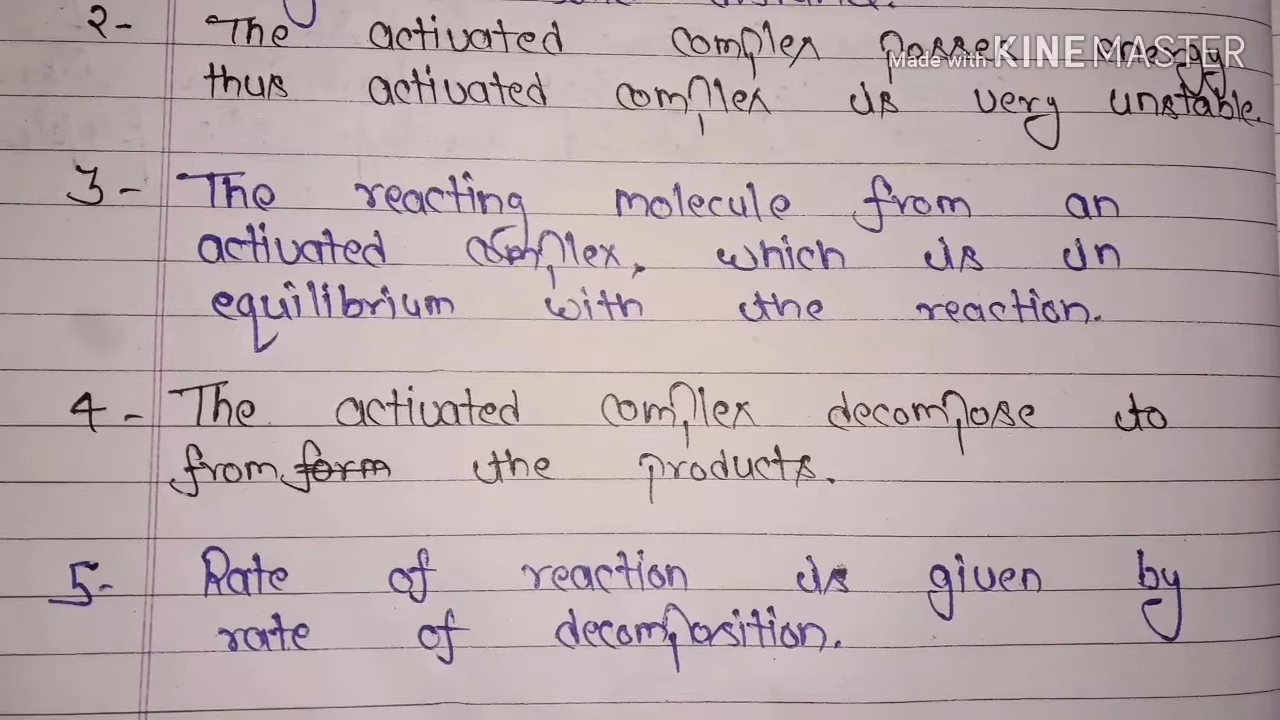 2- The activated complex posses energy
thus activated complex is very unstable.
Made with KINEMASTER
3- The reacting molecule from an
activated complex, which is in
equilibrium with the reaction.
4- The activated complex decompose to
from form the products.
5- Rate of reaction is given by
rate of decomposition.